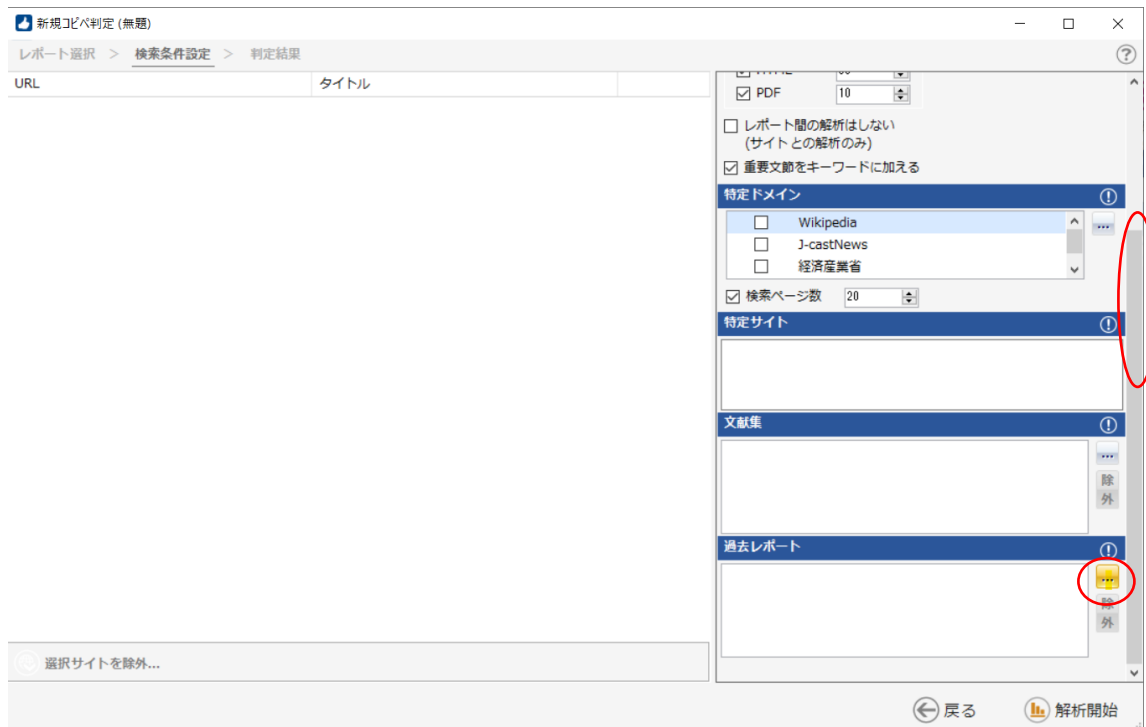 新規コピペ判定 (無題)
レポート選択 > 検索条件設定 > 判定結果
URL タイトル
PDF 10
レポート間の解析はしない
(サイトとの解析のみ)
重要文節をキーワードに加える
特定ドメイン
Wikipedia
J-castNews
経済産業省
検索ページ数 20
特定サイト
文献集
...
除外
過去レポート
...
除外
選択サイトを除外...
戻る 解析開始